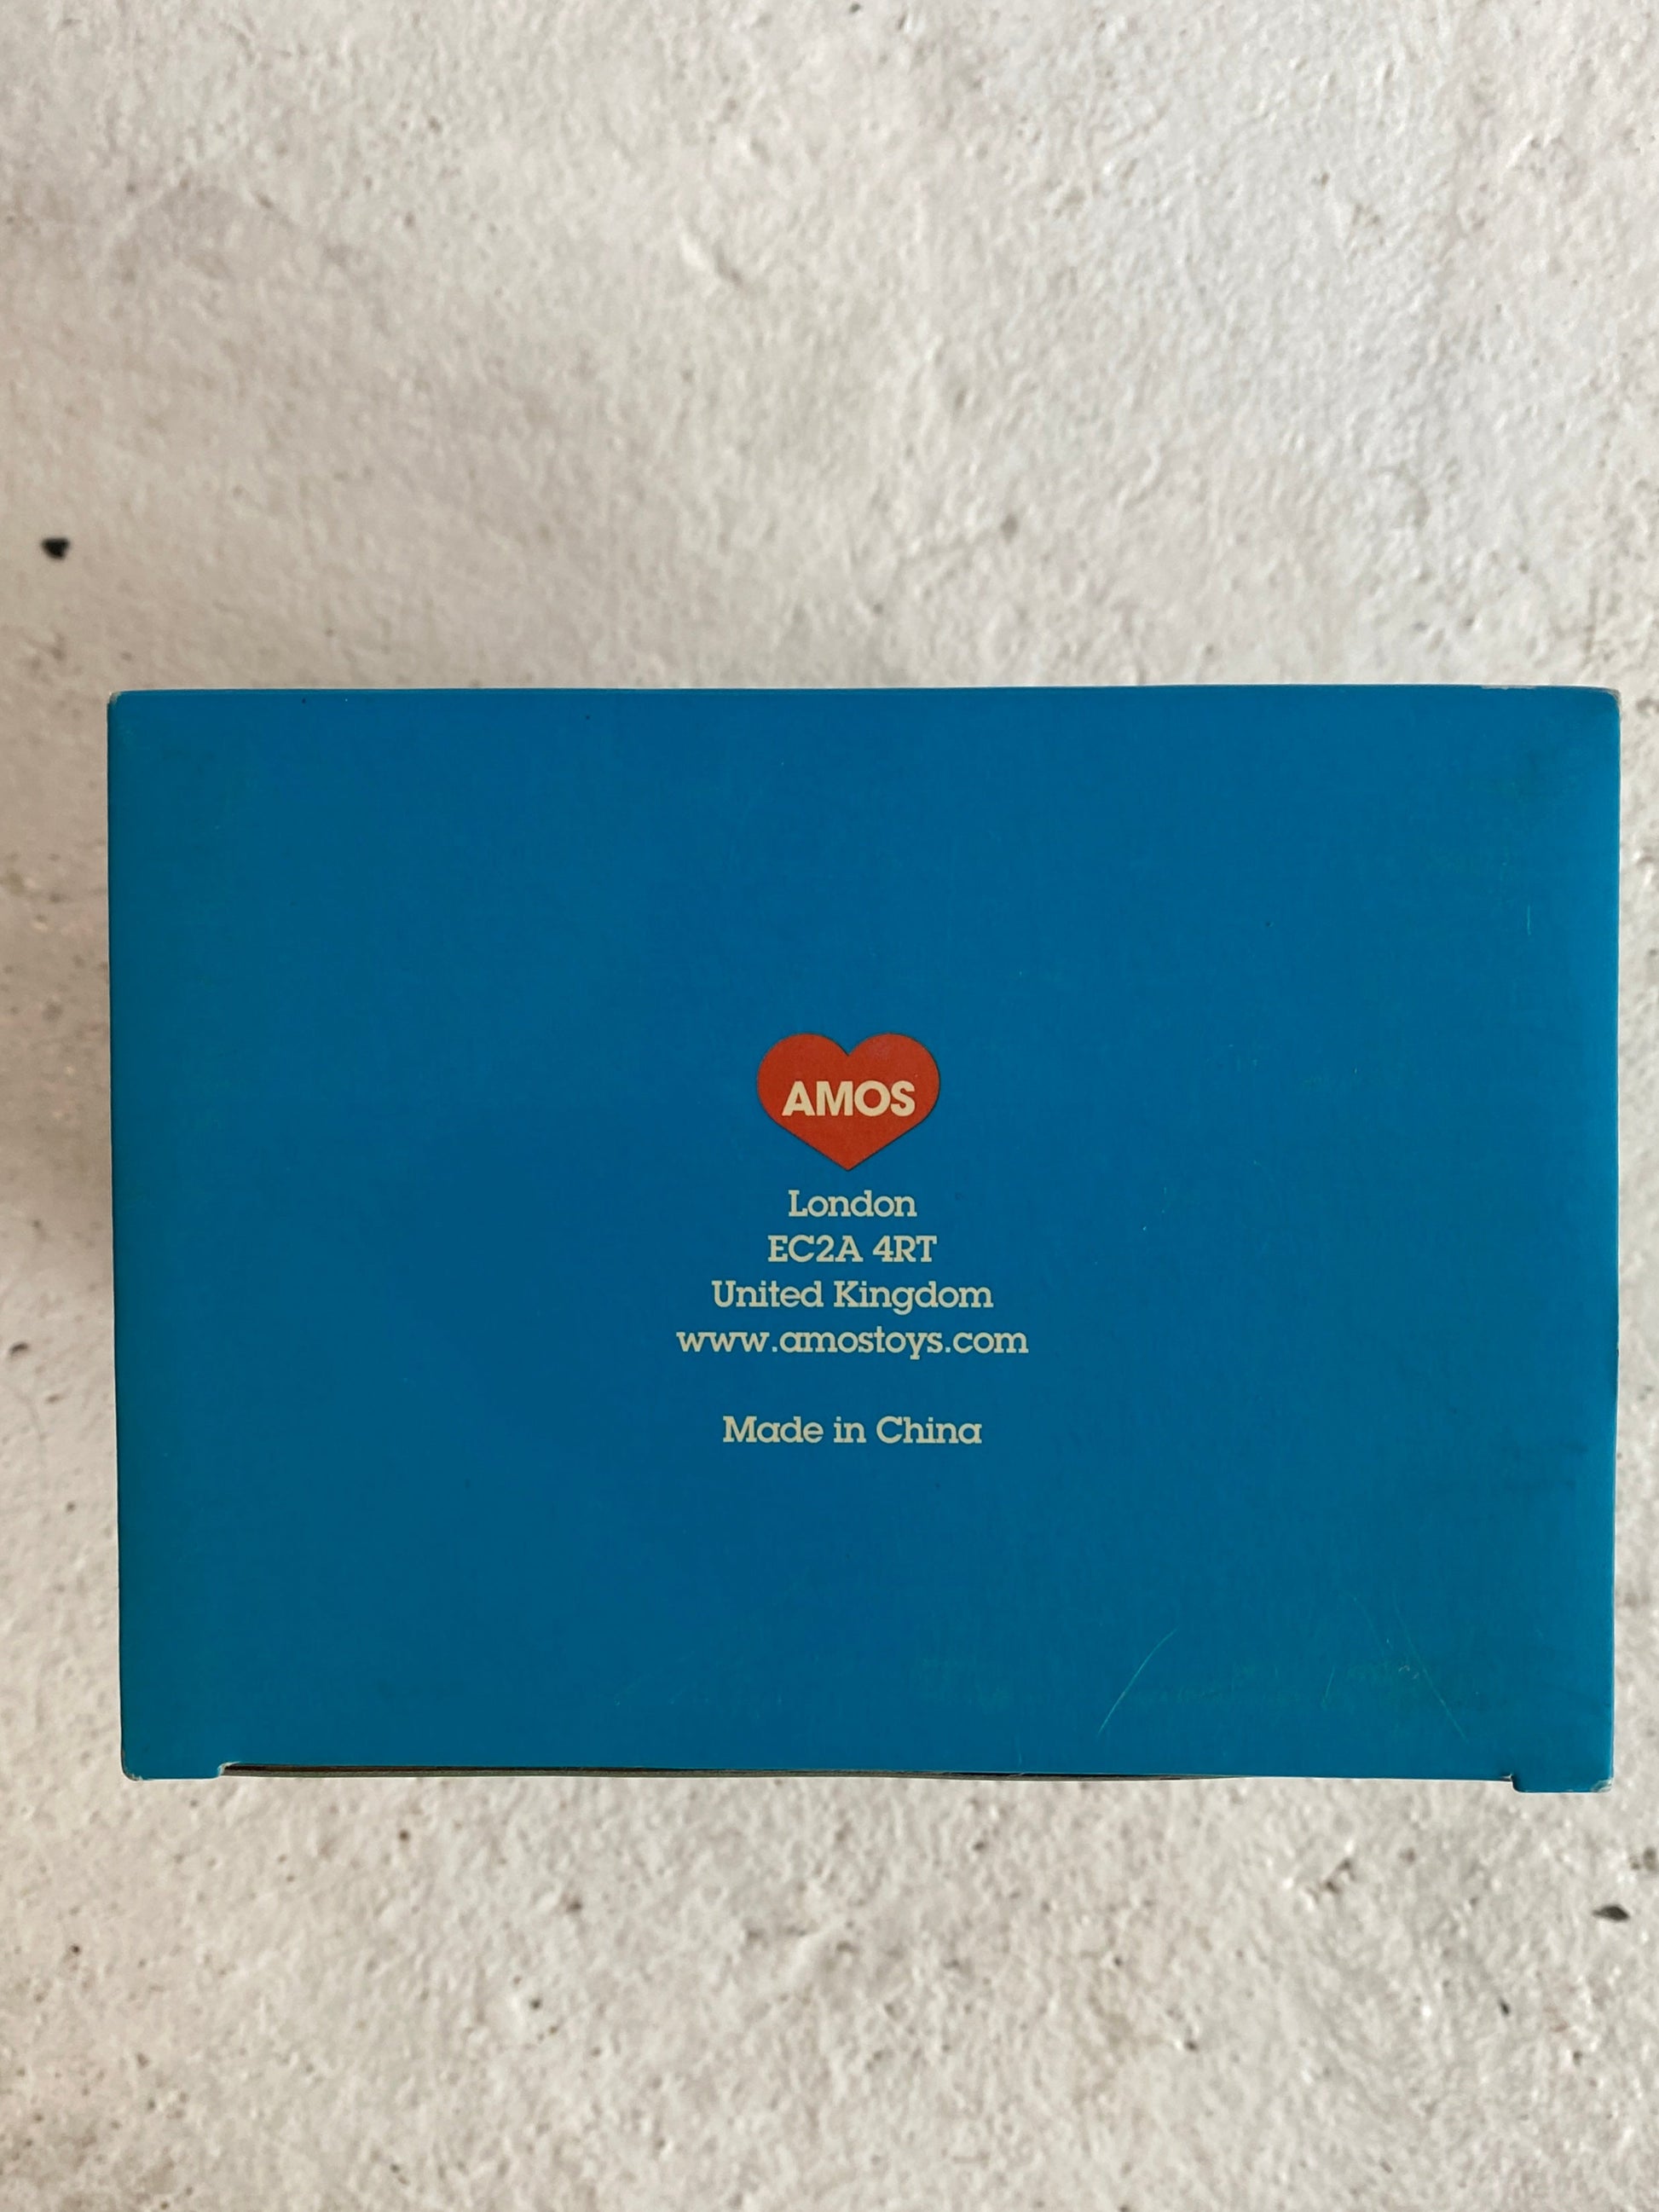 AMOS
London
EC2A 4RT
United Kingdom
www.amostoys.com
Made in China